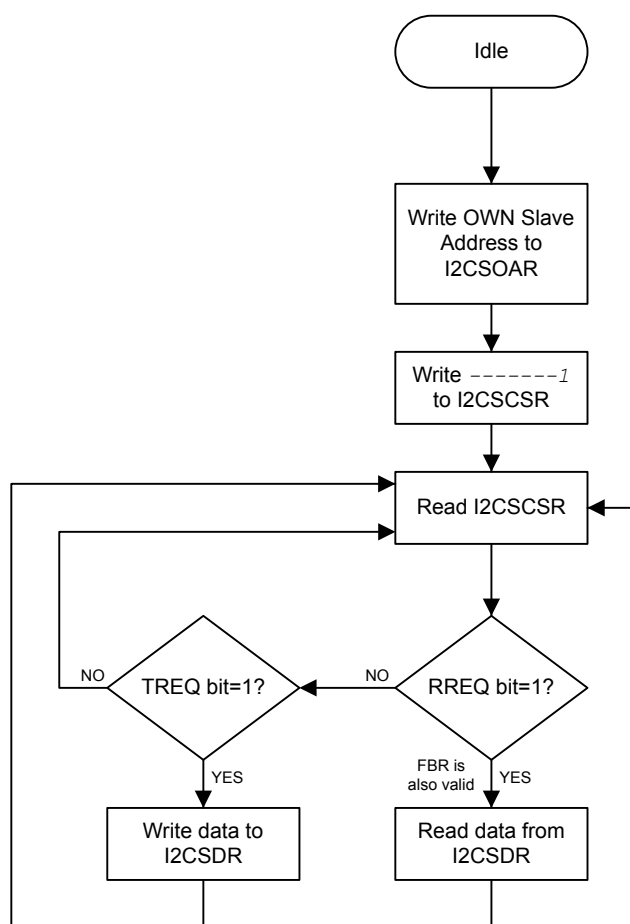 Idle
Write OWN Slave
Address to
I2CSOAR
Write -------1
to I2CSCSR
Read I2CSCSR
NO
TREQ bit=1?
NO
RREQ bit=1?
YES
FBR is
also valid
YES
Write data to
I2CSDR
Read data from
I2CSDR